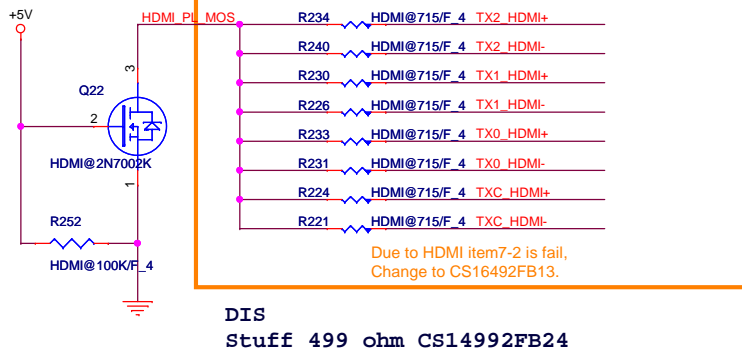 +5V
HDMI_PL_MOS
R234 HDMI@715/F_4 TX2_HDMI+
R240 HDMI@715/F_4 TX2_HDMI-
R230 HDMI@715/F_4 TX1_HDMI+
R226 HDMI@715/F_4 TX1_HDMI-
R233 HDMI@715/F_4 TX0_HDMI+
R231 HDMI@715/F_4 TX0_HDMI-
R224 HDMI@715/F_4 TXC_HDMI+
R221 HDMI@715/F_4 TXC_HDMI-
3
Q22
2
HDMI@2N7002K
1
R252
HDMI@100K/F_4
Due to HDMI item7-2 is fail,
Change to CS16492FB13.
DIS
Stuff 499 ohm CS14992FB24